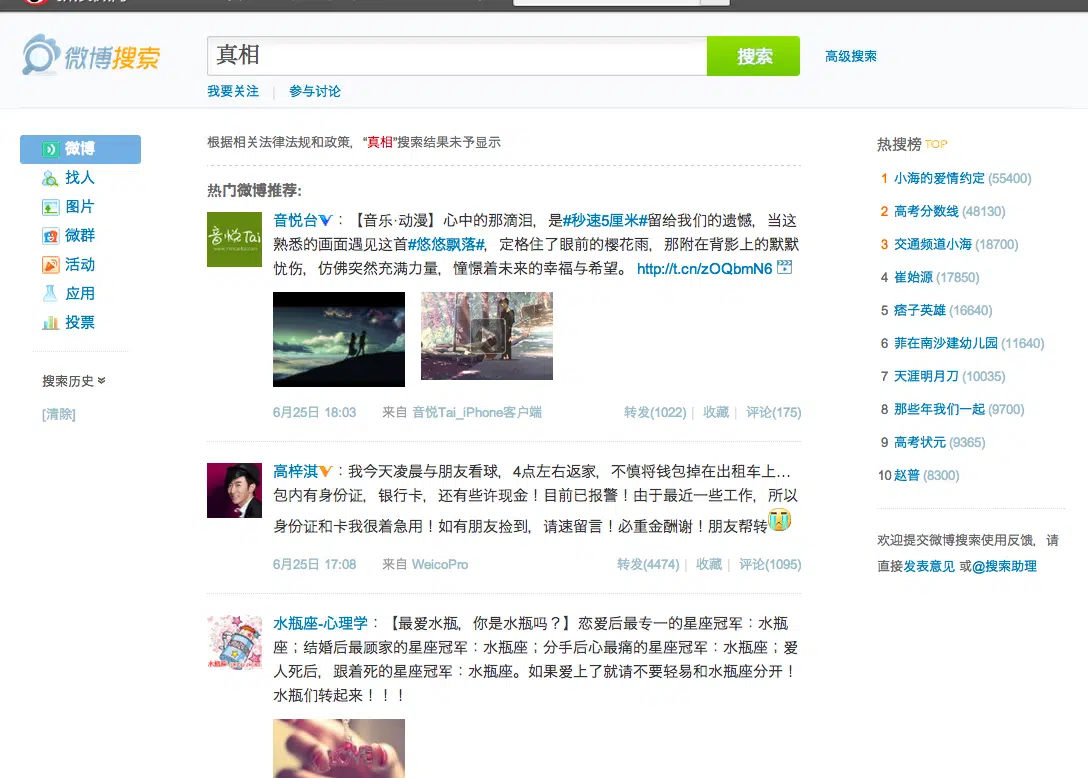 微博搜索
真相
搜索
高级搜索
我要关注 | 参与讨论
微博
找人
图片
微群
活动
应用
投票
搜索历史
[清除]
根据相关法律法规和政策，“真相”搜索结果未予显示
热门微博推荐:
音悦Tai
音悦台：【音乐·动漫】心中的那滴泪，是#秒速5厘米#留给我们的遗憾，当这
熟悉的画面遇见这首#悠悠飘落#，定格住了眼前的樱花雨，那附在背影上的默默
忧伤，仿佛突然充满力量，憧憬着未来的幸福与希望。 http://t.cn/zOQbmN6
6月25日 18:03 来自 音悦Tai_iPhone客户端 转发(1022) | 收藏 | 评论(175)
高梓淇：我今天凌晨与朋友看球，4点左右返家，不慎将钱包掉在出租车上…
包内有身份证，银行卡，还有些许现金！目前已报警！由于最近一些工作，所以
身份证和卡我很着急用！如有朋友捡到，请速留言！必重金酬谢！朋友帮转
6月25日 17:08 来自 WeicoPro 转发(4474) | 收藏 | 评论(1095)
水瓶座-心理学：【最爱水瓶，你是水瓶吗？】恋爱后最专一的星座冠军：水瓶
座；结婚后最顾家的星座冠军：水瓶座；分手后心最痛的星座冠军：水瓶座；爱
人死后，跟着死的星座冠军：水瓶座。如果爱上了就请不要轻易和水瓶座分开！
水瓶们转起来！！！
LOVE
热搜榜 TOP
1 小海的爱情约定 (55400)
2 高考分数线 (48130)
3 交通频道小海 (18700)
4 崔始源 (17850)
5 痞子英雄 (16640)
6 菲在南沙建幼儿园 (11640)
7 天涯明月刀 (10035)
8 那些年我们一起 (9700)
9 高考状元 (9365)
10 赵普 (8300)
欢迎提交微博搜索使用反馈，请
直接发表意见 或@搜索助理